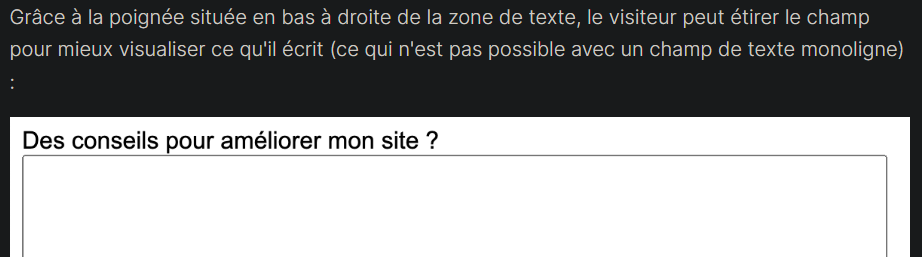 Grâce à la poignée située en bas à droite de la zone de texte, le visiteur peut étirer le champ
pour mieux visualiser ce qu'il écrit (ce qui n'est pas possible avec un champ de texte monoligne)
:
Des conseils pour améliorer mon site ?